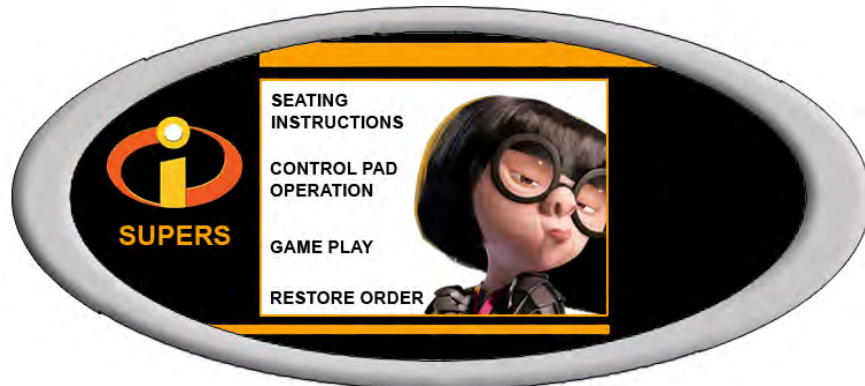 SUPERS
SEATING
INSTRUCTIONS
CONTROL PAD
OPERATION
GAME PLAY
RESTORE ORDER